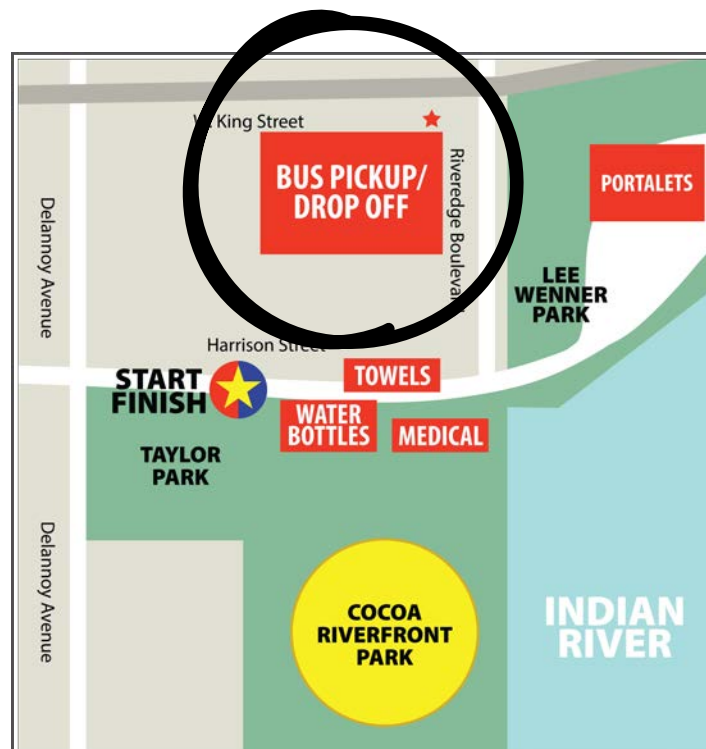 King Street
BUS PICKUP/
DROP OFF
Riveredge Boulevard
PORTALETS
Delannoy Avenue
LEE
WENNER
PARK
Harrison Street
START
FINISH
TOWELS
WATER
BOTTLES
MEDICAL
TAYLOR
PARK
Delannoy Avenue
COCOA
RIVERFRONT
PARK
INDIAN
RIVER